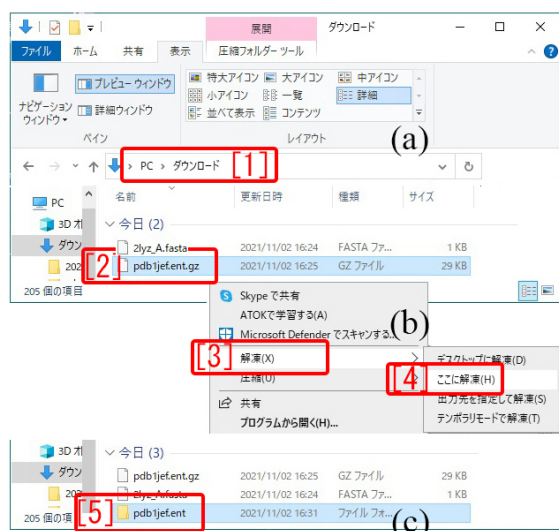 展開 ダウンロード
ファイル ホーム 共有 表示 圧縮フォルダー ツール
プレビュー ウィンドウ
ナビゲーション
ウィンドウ
詳細ウィンドウ
ペイン
特大アイコン 大アイコン 中アイコン
小アイコン 一覧 詳細
並べて表示 コンテンツ
レイアウト
(a)
PC › ダウンロード [1]
名前 更新日時 種類 サイズ
PC
3D オ
ダウン
202
今日 (2)
2lyz_A.fasta 2021/11/02 16:24 FASTA ファ... 1 KB
[2] pdb1jef.ent.gz 2021/11/02 16:25 GZ ファイル 29 KB
205 個の項目
Skype で共有
ATOKで学習する(A)
Microsoft Defender でスキャンする...
(b)
[3] 解凍(X)
圧縮(U)
共有
プログラムから開く(H)...
デスクトップに解凍(D)
[4] ここに解凍(H)
出力先を指定して解凍(S)
テンポラリモードで解凍(T)
3D オ
ダウン
202
今日 (3)
pdb1jef.ent.gz 2021/11/02 16:25 GZ ファイル 29 KB
2lyz_A.fasta 2021/11/02 16:24 FASTA ファ... 1 KB
[5] pdb1jef.ent 2021/11/02 16:31 ファイル フォ...
205 個の項
(c)